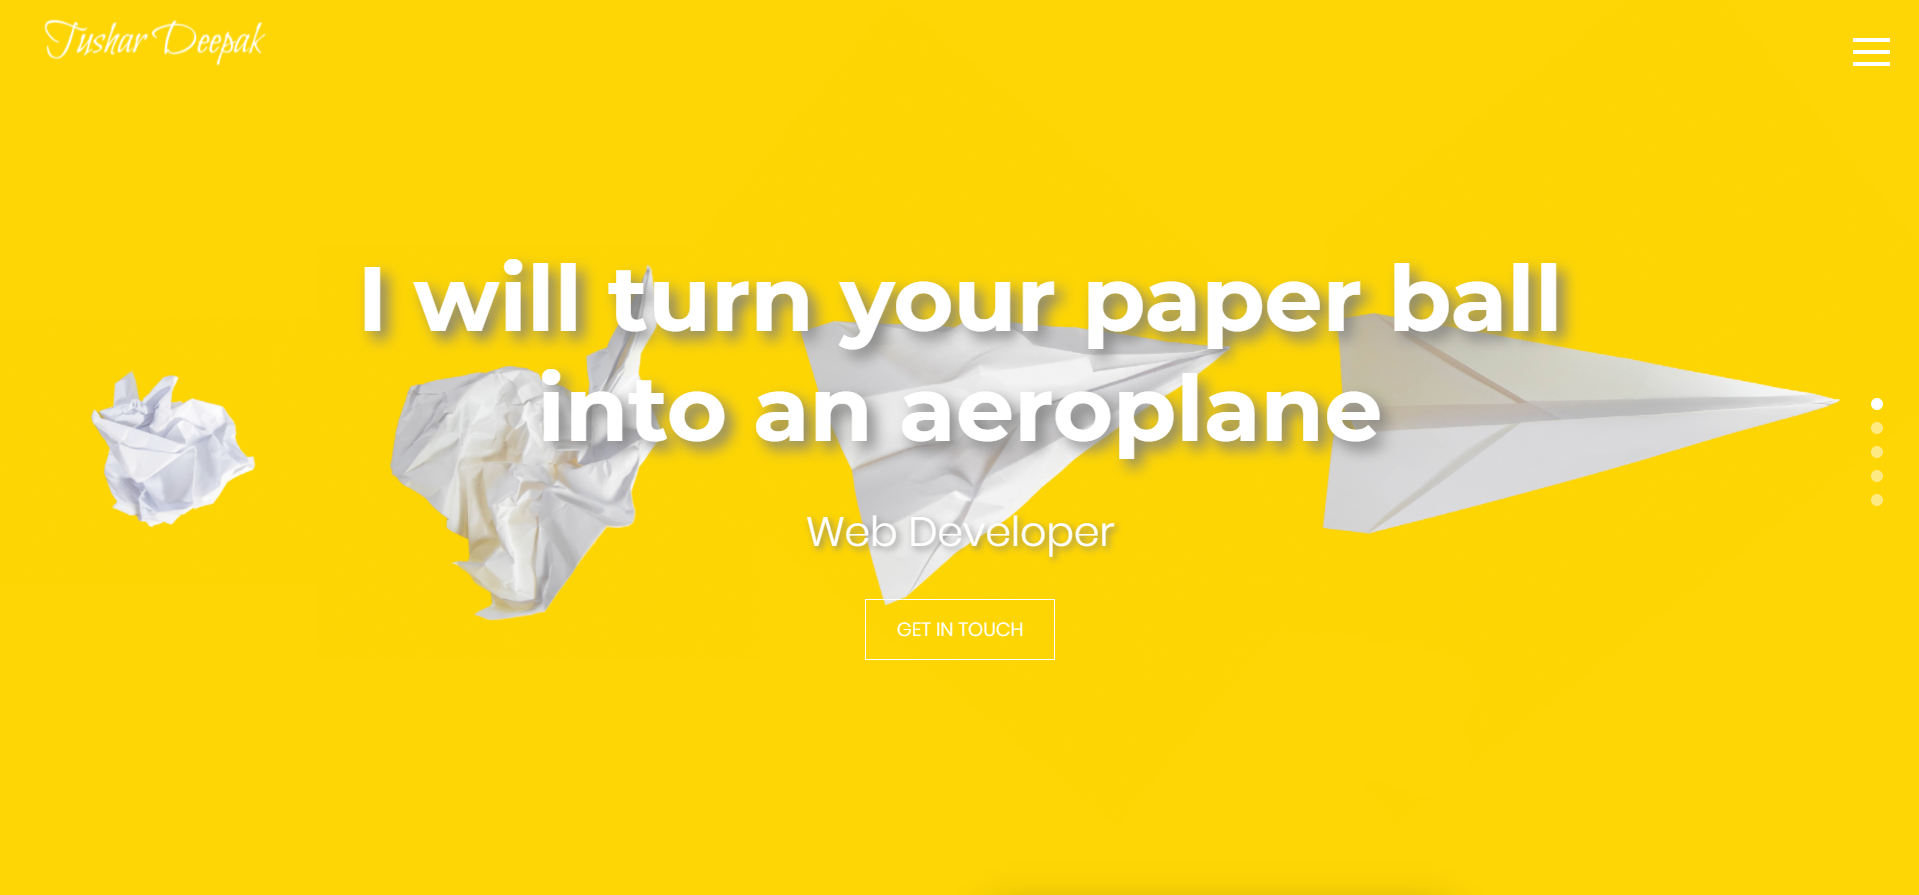 Tushar Deepak
I will turn your paper ball
into an aeroplane
Web Developer
GET IN TOUCH